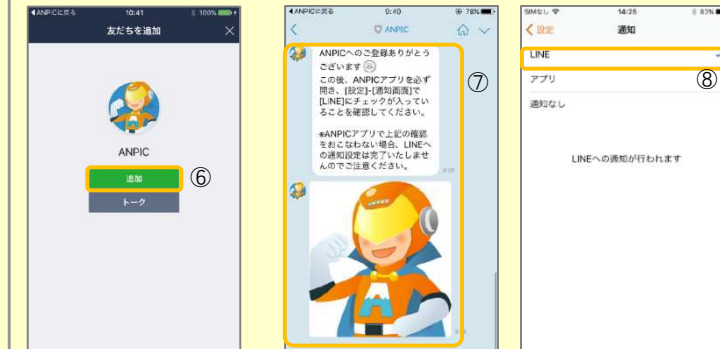 ANPICに戻る 10:41 100%
友だちを追加 ×
ANPIC
追加
⑥
トーク
ANPICに戻る 9:40 78%
ANPIC
ANPICへのご登録ありがとう
ございます
この後、ANPICアプリを必ず
開き、[設定]-[通知画面]で
[LINE]にチェックが入ってい
ることを確認してください。
※ANPICアプリで上記の確認
をおこなわない場合、LINEへ
の通知設定は完了いたしませ
んのでご注意ください。
9:39
⑦
SIMなし 14:26 83%
設定 通知
LINE
⑧
アプリ
通知なし
LINEへの通知が行われます